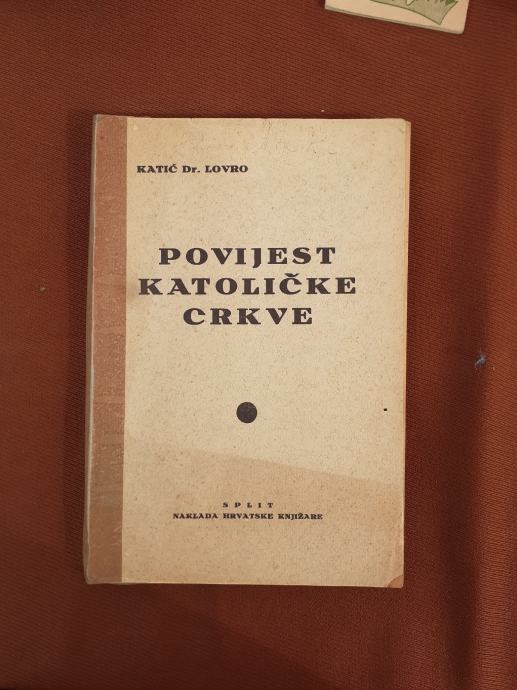 KATIĆ Dr. LOVRO
POVIJEST
KATOLIČKE
CRKVE
SPLIT
NAKLADA HRVATSKE KNJIŽARE